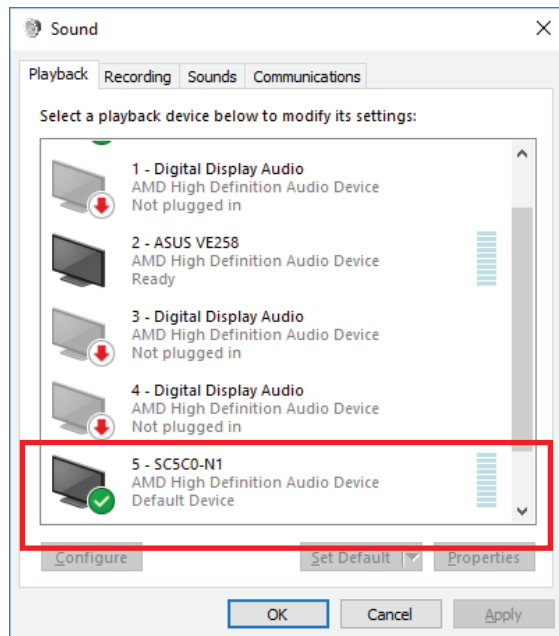 Sound
Playback Recording Sounds Communications
Select a playback device below to modify its settings:
1 - Digital Display Audio
AMD High Definition Audio Device
Not plugged in
2 - ASUS VE258
AMD High Definition Audio Device
Ready
3 - Digital Display Audio
AMD High Definition Audio Device
Not plugged in
4 - Digital Display Audio
AMD High Definition Audio Device
Not plugged in
5 - SC5C0-N1
AMD High Definition Audio Device
Default Device
Configure Set Default Properties
OK Cancel Apply